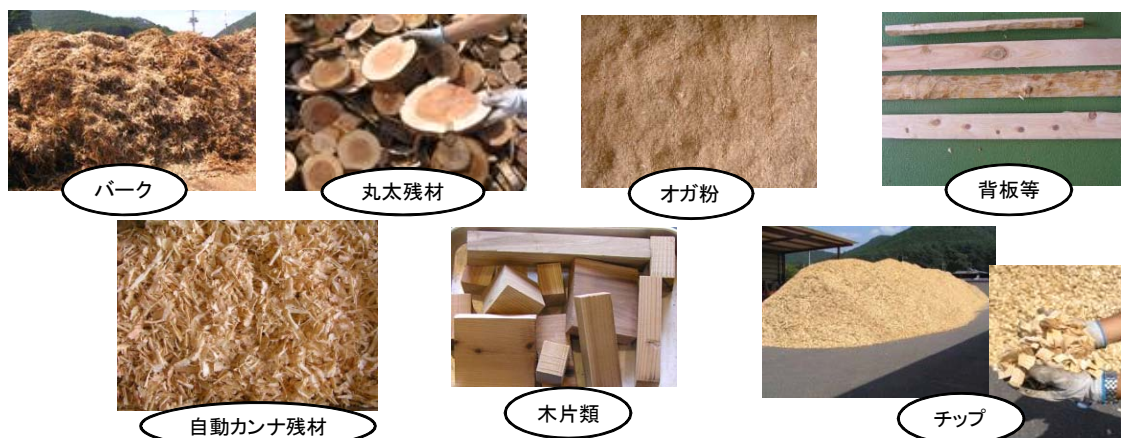 バーク
丸太残材
オガ粉
背板等
自動カンナ残材
木片類
チップ